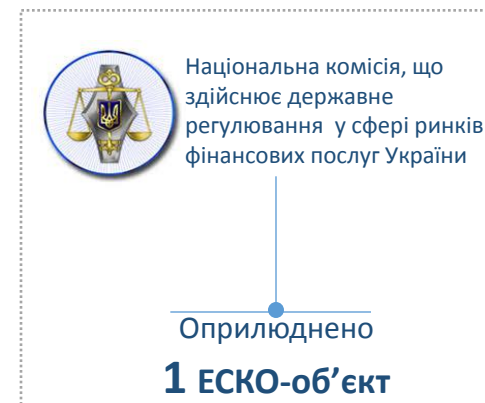 Національна комісія, що
здійснює державне
регулювання у сфері ринків
фінансових послуг України
Оприлюднено
1 ЕСКО-об’єкт